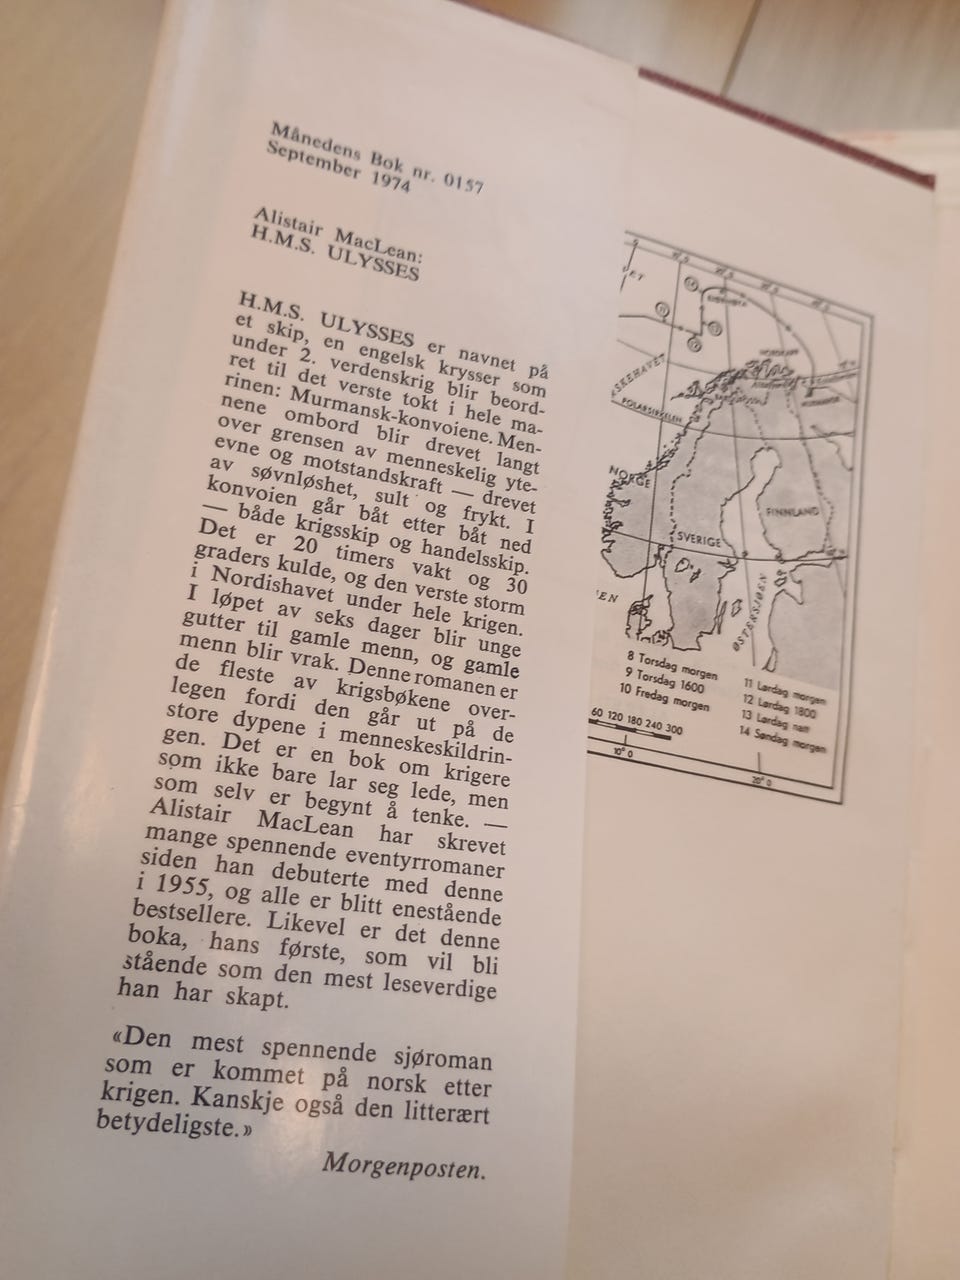 Månedens Bok nr. 0157
September 1974
Alistair MacLean:
H.M.S. ULYSSES
H.M.S. ULYSSES er navnet på
et skip, en engelsk krysser som
under 2. verdenskrig blir beord-
ret til det verste tokt i hele ma-
rinen: Murmansk-konvoiene. Men-
nene ombord blir drevet langt
over grensen av menneskelig yte-
evne og motstandskraft — drevet
av søvnløshet, sult og frykt. I
konvoien går båt etter båt ned
— både krigsskip og handelsskip.
Det er 20 timers vakt og 30
graders kulde, og den verste storm
i Nordishavet under hele krigen.
I løpet av seks dager blir unge
gutter til gamle menn, og gamle
menn blir vrak. Denne romanen er
de fleste av krigsbøkene over-
legen fordi den går ut på de
store dypene i menneskeskildrin-
gen. Det er en bok om krigere
som ikke bare lar seg lede, men
som selv er begynt å tenke. —
Alistair MacLean har skrevet
mange spennende eventyrromaner
siden han debuterte med denne
i 1955, og alle er blitt enestående
bestsellere. Likevel er det denne
boka, hans første, som vil bli
stående som den mest leseverdige
han har skapt.
«Den mest spennende sjøroman
som er kommet på norsk etter
krigen. Kanskje også den litterært
betydeligste.»
Morgenposten.
SKEHAVET
POLARSIRKELEN
NORGE
SVERIGE
FINNLAND
ØSTERSJØEN
EN
8 Torsdag morgen
9 Torsdag 1600
10 Fredag morgen
11 Lørdag morgen
12 Lørdag 1800
13 Lørdag natt
14 Søndag morgen
60 120 180 240 300
10° 0
20° 0